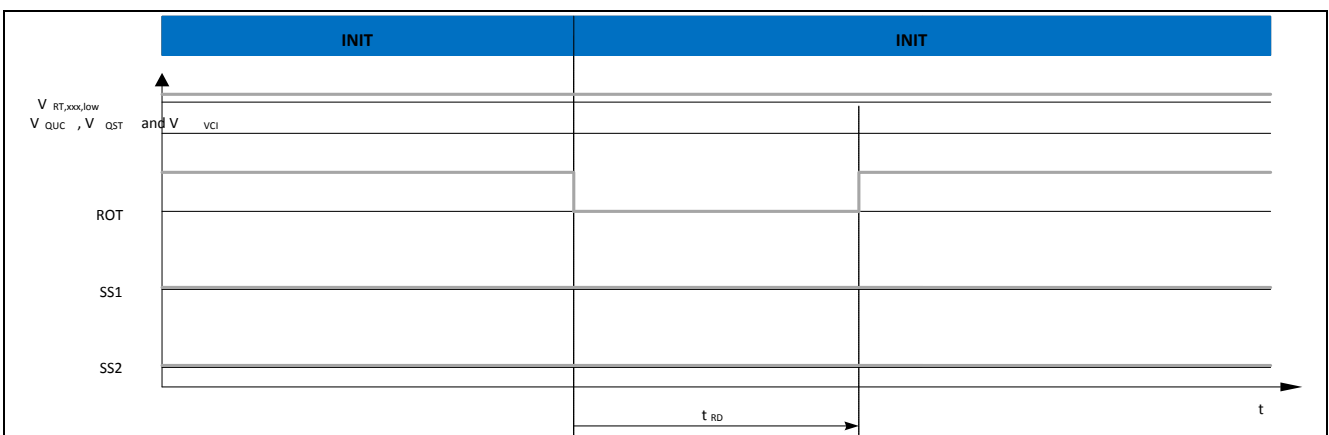 INIT INIT
V RT,xxx,low
V QUC , V QST and V VCI
ROT
SS1
SS2
t
t RD